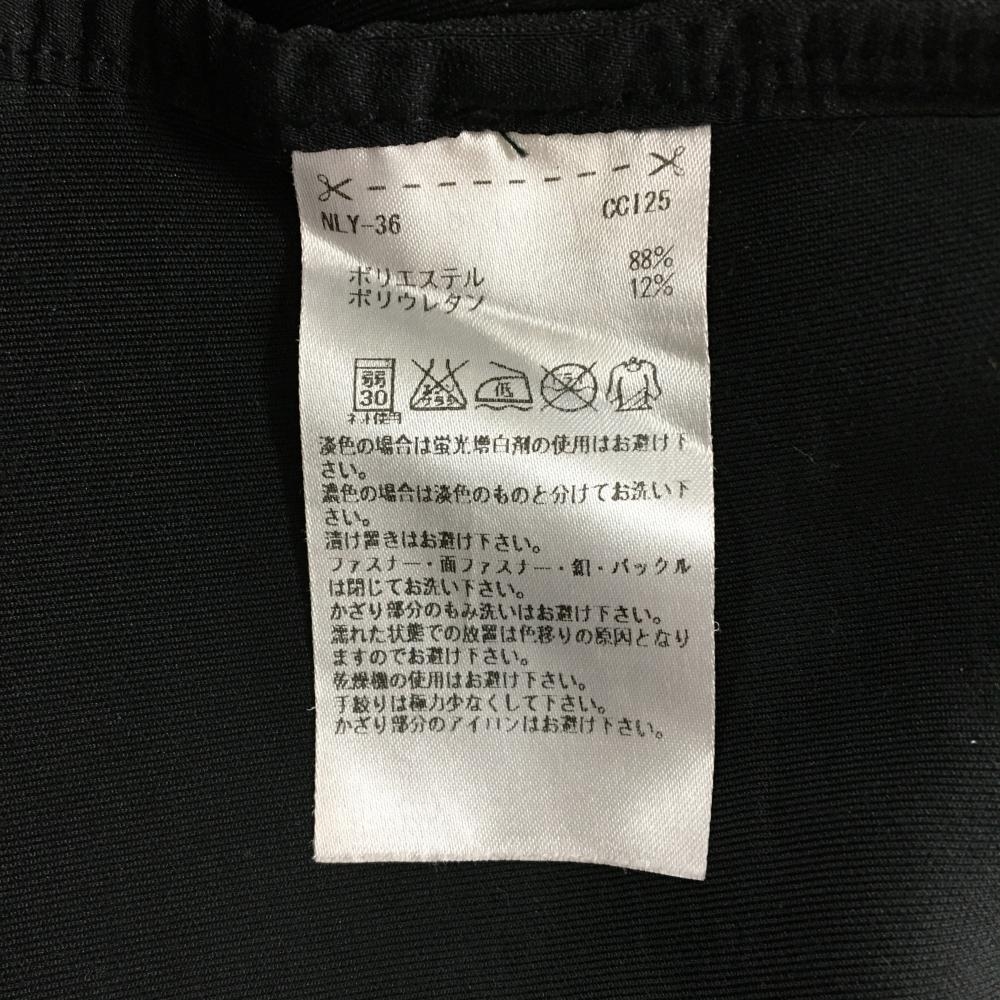 NLY-36 CCI25
ポリエステル 88%
ポリウレタン 12%
弱 30 エンソサラシ 低 ドライ
ネット使用
淡色の場合は蛍光増白剤の使用はお避け下
さい。
濃色の場合は淡色のものと分けてお洗い下
さい。
漬け置きはお避け下さい。
ファスナー・面ファスナー・釦・バックル
は閉じてお洗い下さい。
かざり部分のもみ洗いはお避け下さい。
濡れた状態での放置は色移りの原因となり
ますのでお避け下さい。
乾燥機の使用はお避け下さい。
手絞りは極力少なくして下さい。
かざり部分のアイロンはお避け下さい。